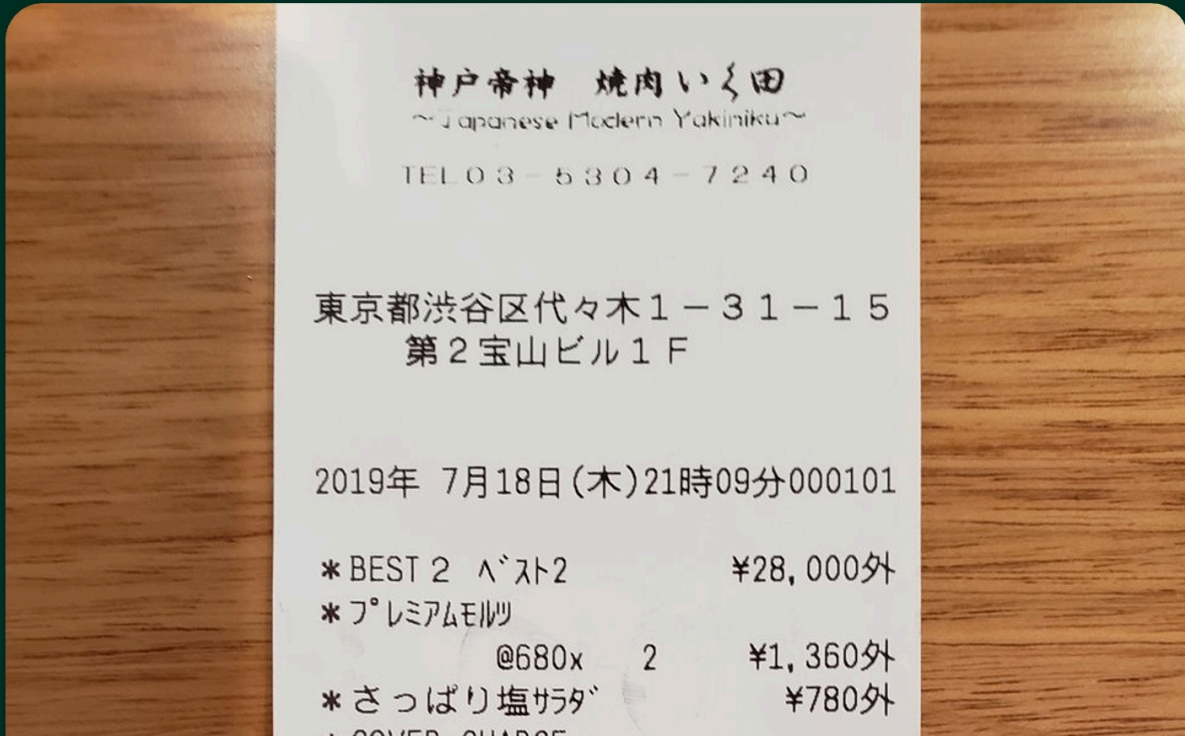 神戸帝神　焼肉いく田
～Japanese Modern Yakiniku～
TEL03－5304－7240
東京都渋谷区代々木1－31－15
第2宝山ビル1F
2019年 7月18日(木)21時09分000101
*BEST 2 ﾍﾞｽﾄ2 ¥28,000外
*ﾌﾟﾚﾐｱﾑﾓﾙﾂ
@680x 2 ¥1,360外
*さっぱり塩ｻﾗﾀﾞ ¥780外